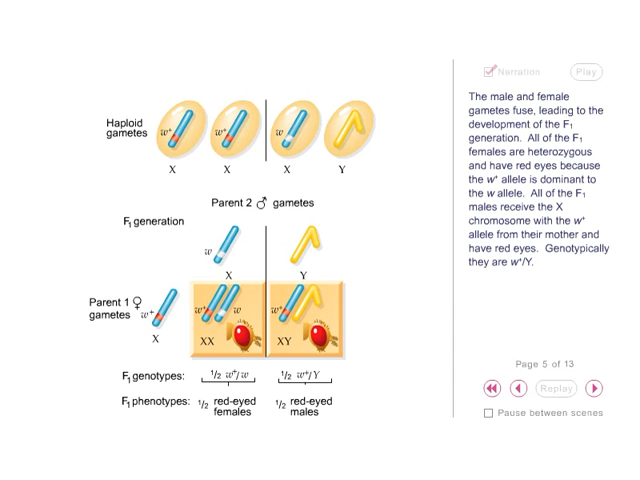 Narration
Play
The male and female
gametes fuse, leading to the
development of the F1
generation. All of the F1
females are heterozygous
and have red eyes because
the w+ allele is dominant to
the w allele. All of the F1
males receive the X
chromosome with the w+
allele from their mother and
have red eyes. Genotypically
they are w+/Y.
Haploid
gametes
w+ w+ w
X X X Y
Parent 2 ♂ gametes
F1 generation
w
X Y
Parent 1 ♀
gametes
w+
X
w+ w w+
XX XY
F1 genotypes: 1/2 w+/w 1/2 w+/Y
F1 phenotypes: 1/2 red-eyed 1/2 red-eyed
females males
Page 5 of 13
Replay
Pause between scenes